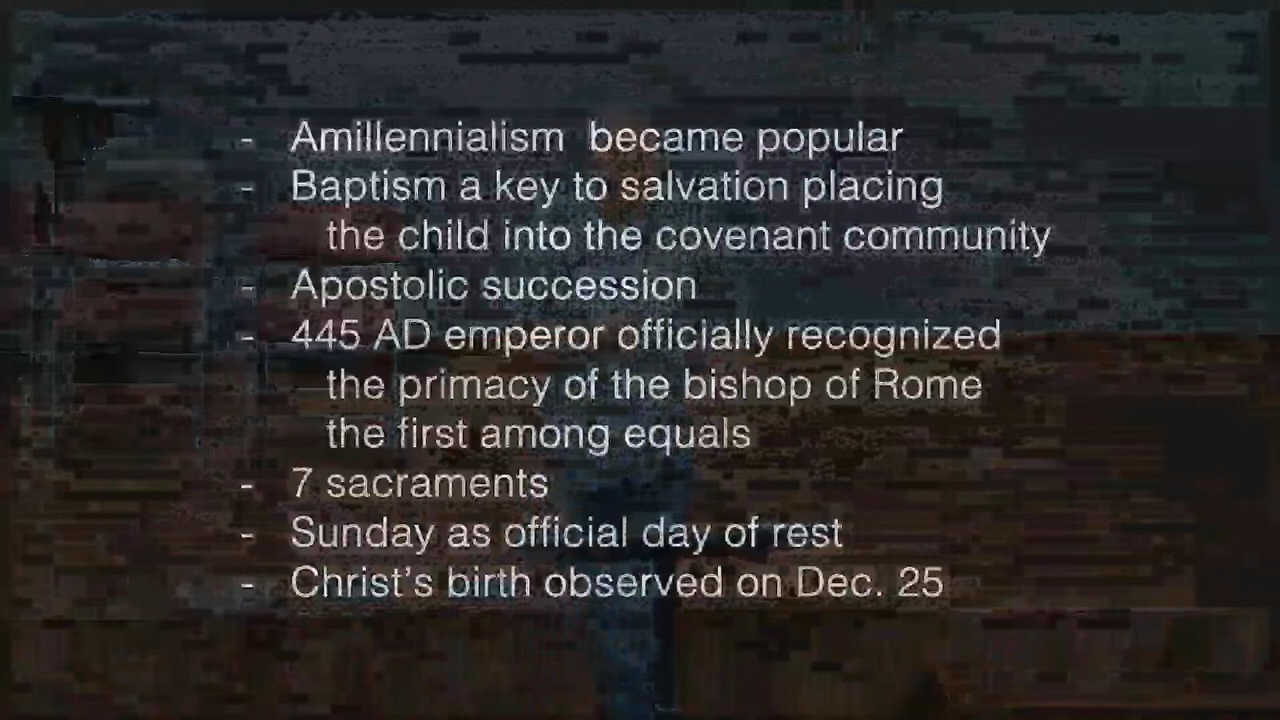 - Amillennialism became popular
- Baptism a key to salvation placing
the child into the covenant community
- Apostolic succession
- 445 AD emperor officially recognized
the primacy of the bishop of Rome
the first among equals
- 7 sacraments
- Sunday as official day of rest
- Christ's birth observed on Dec. 25